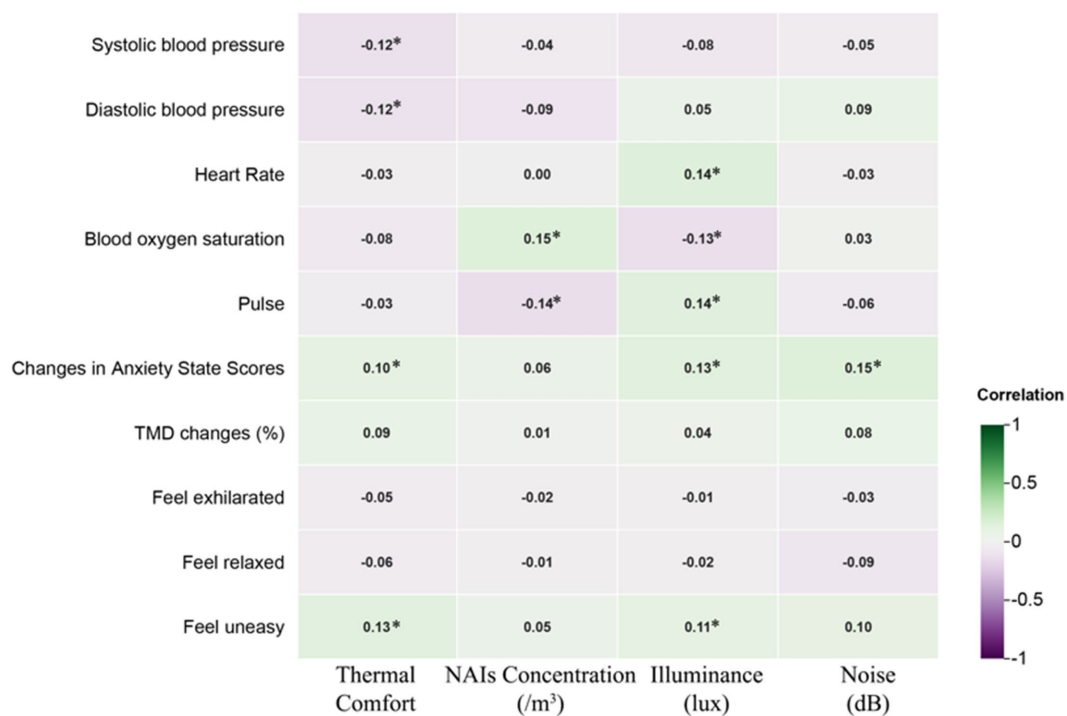 Systolic blood pressure -0.12* -0.04 -0.08 -0.05
Diastolic blood pressure -0.12* -0.09 0.05 0.09
Heart Rate -0.03 0.00 0.14* -0.03
Blood oxygen saturation -0.08 0.15* -0.13* 0.03
Pulse -0.03 -0.14* 0.14* -0.06
Changes in Anxiety State Scores 0.10* 0.06 0.13* 0.15*
TMD changes (%) 0.09 0.01 0.04 0.08
Feel exhilarated -0.05 -0.02 -0.01 -0.03
Feel relaxed -0.06 -0.01 -0.02 -0.09
Feel uneasy 0.13* 0.05 0.11* 0.10
Thermal Comfort
NAIs Concentration (/m³)
Illuminance (lux)
Noise (dB)
Correlation
1
0.5
0
-0.5
-1